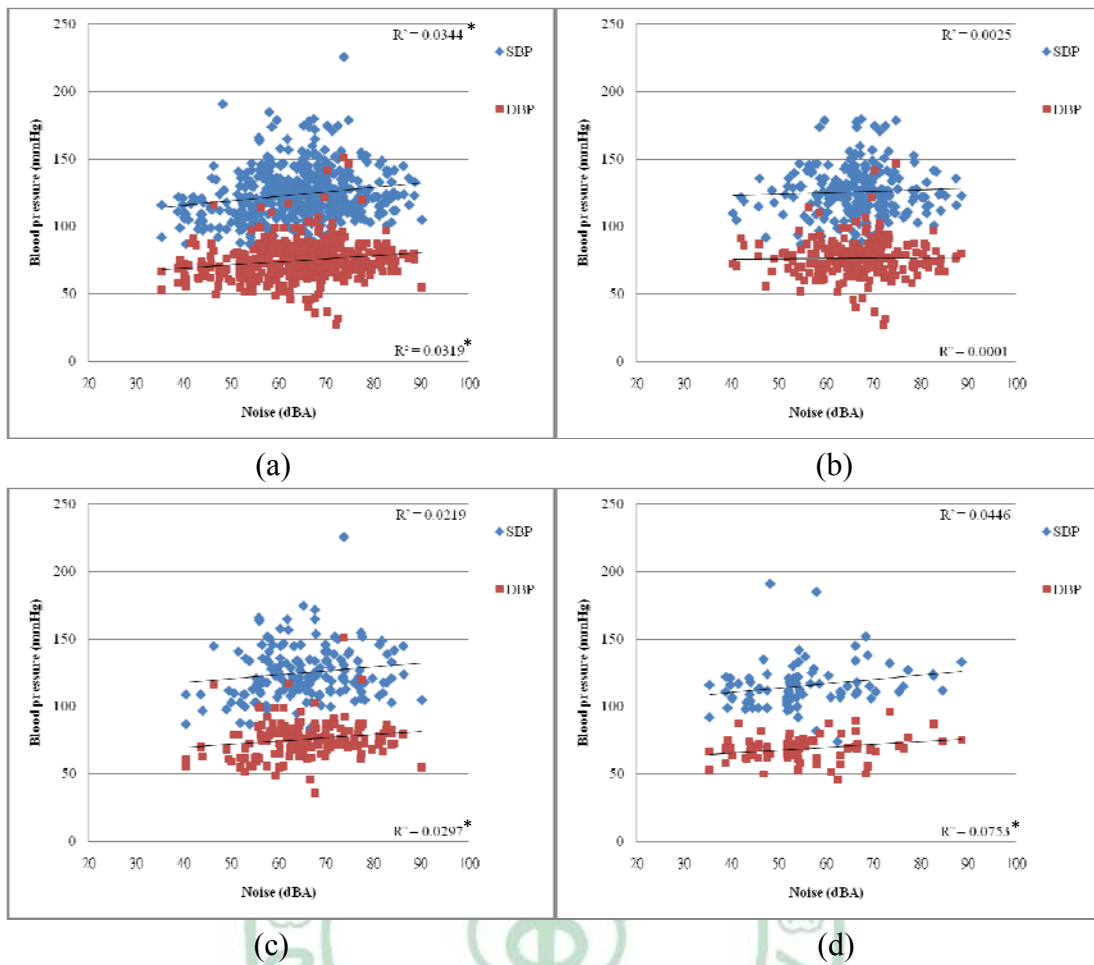 250
200
150
100
50
0
Blood pressure (mmHg)
R² = 0.0344 *
SBP
DBP
R² = 0.0319 *
20 30 40 50 60 70 80 90 100
Noise (dBA)
(a)
250
200
150
100
50
0
Blood pressure (mmHg)
R² = 0.0025
SBP
DBP
R² = 0.0001
20 30 40 50 60 70 80 90 100
Noise (dBA)
(b)
250
200
150
100
50
0
Blood pressure (mmHg)
R² = 0.0219
SBP
DBP
R² = 0.0297 *
20 30 40 50 60 70 80 90 100
Noise (dBA)
(c)
250
200
150
100
50
0
Blood pressure (mmHg)
R² = 0.0446
SBP
DBP
R² = 0.0753 *
20 30 40 50 60 70 80 90 100
Noise (dBA)
(d)